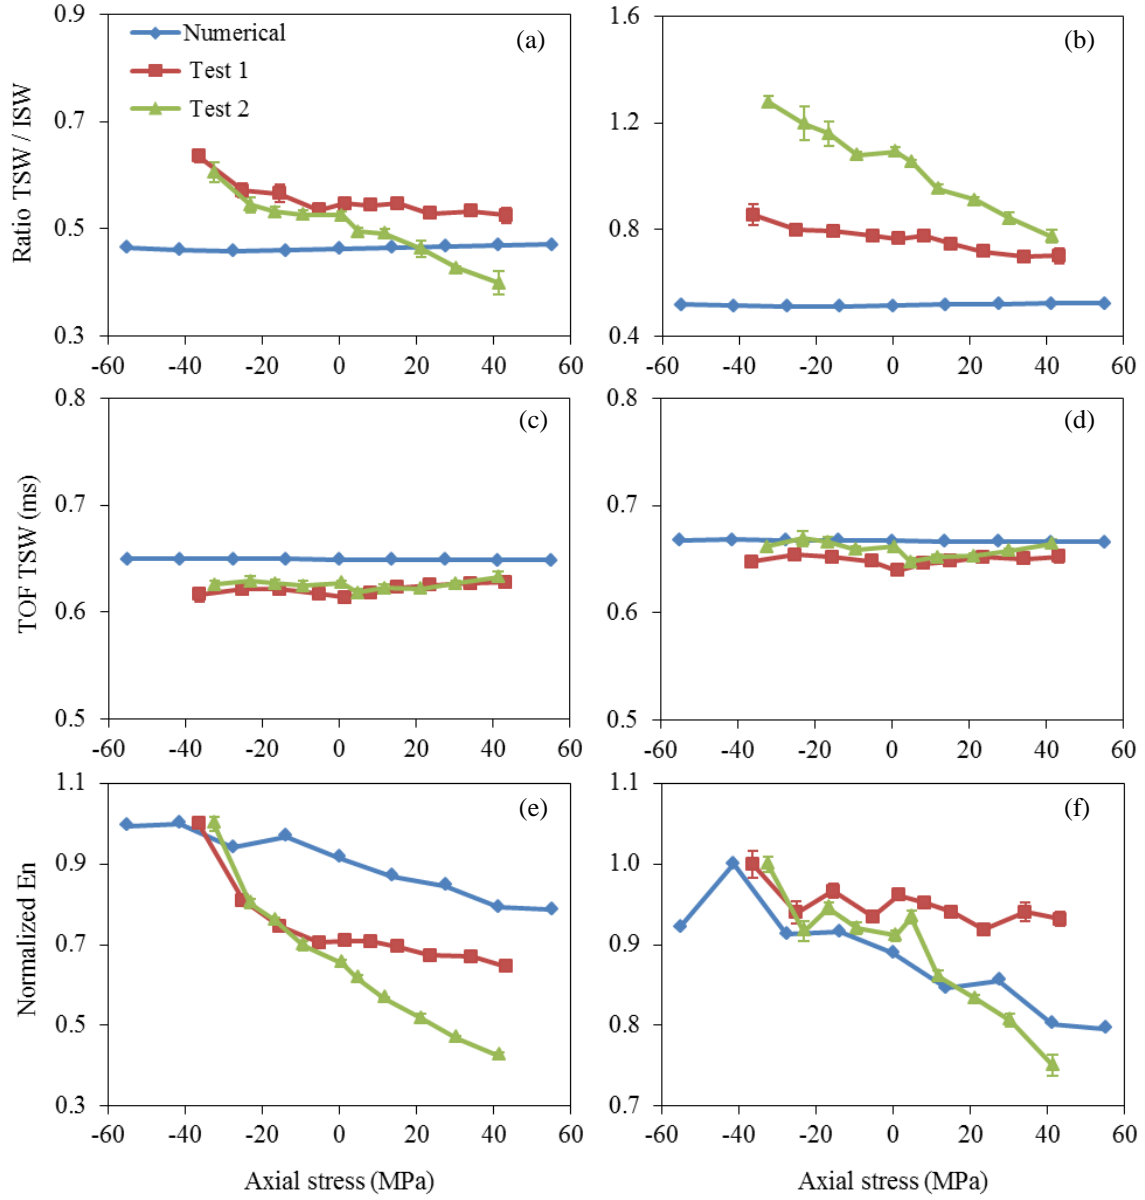 0.9
Numerical
Test 1
Test 2
(a)
0.7
0.5
0.3
Ratio TSW / ISW
-60 -40 -20 0 20 40 60
1.6
(b)
1.2
0.8
0.4
-60 -40 -20 0 20 40 60
0.8
(c)
0.7
0.6
0.5
TOF TSW (ms)
-60 -40 -20 0 20 40 60
0.8
(d)
0.7
0.6
0.5
-60 -40 -20 0 20 40 60
1.1
(e)
0.9
0.7
0.5
0.3
Normalized En
-60 -40 -20 0 20 40 60
Axial stress (MPa)
1.1
(f)
1.0
0.9
0.8
0.7
-60 -40 -20 0 20 40 60
Axial stress (MPa)